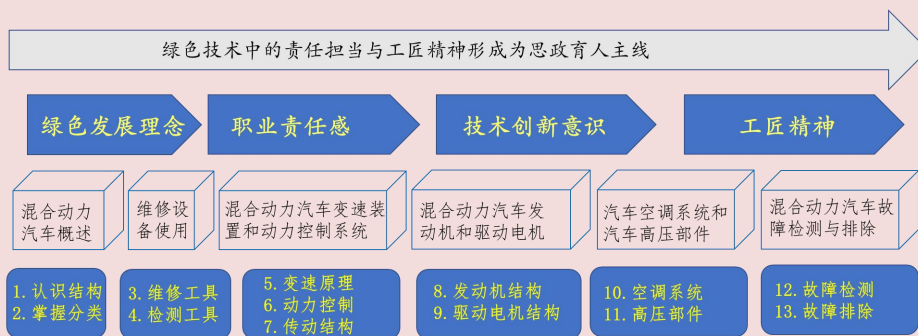 绿色技术中的责任担当与工匠精神形成为思政育人主线
绿色发展理念
职业责任感
技术创新意识
工匠精神
混合动力
汽车概述
维修设
备使用
混合动力汽车变速装
置和动力控制系统
混合动力汽车发
动机和驱动电机
汽车空调系统和
汽车高压部件
混合动力汽车故
障检测与排除
1. 认识结构
2. 掌握分类
3. 维修工具
4. 检测工具
5. 变速原理
6. 动力控制
7. 传动结构
8. 发动机结构
9. 驱动电机结构
10. 空调系统
11. 高压部件
12. 故障检测
13. 故障排除